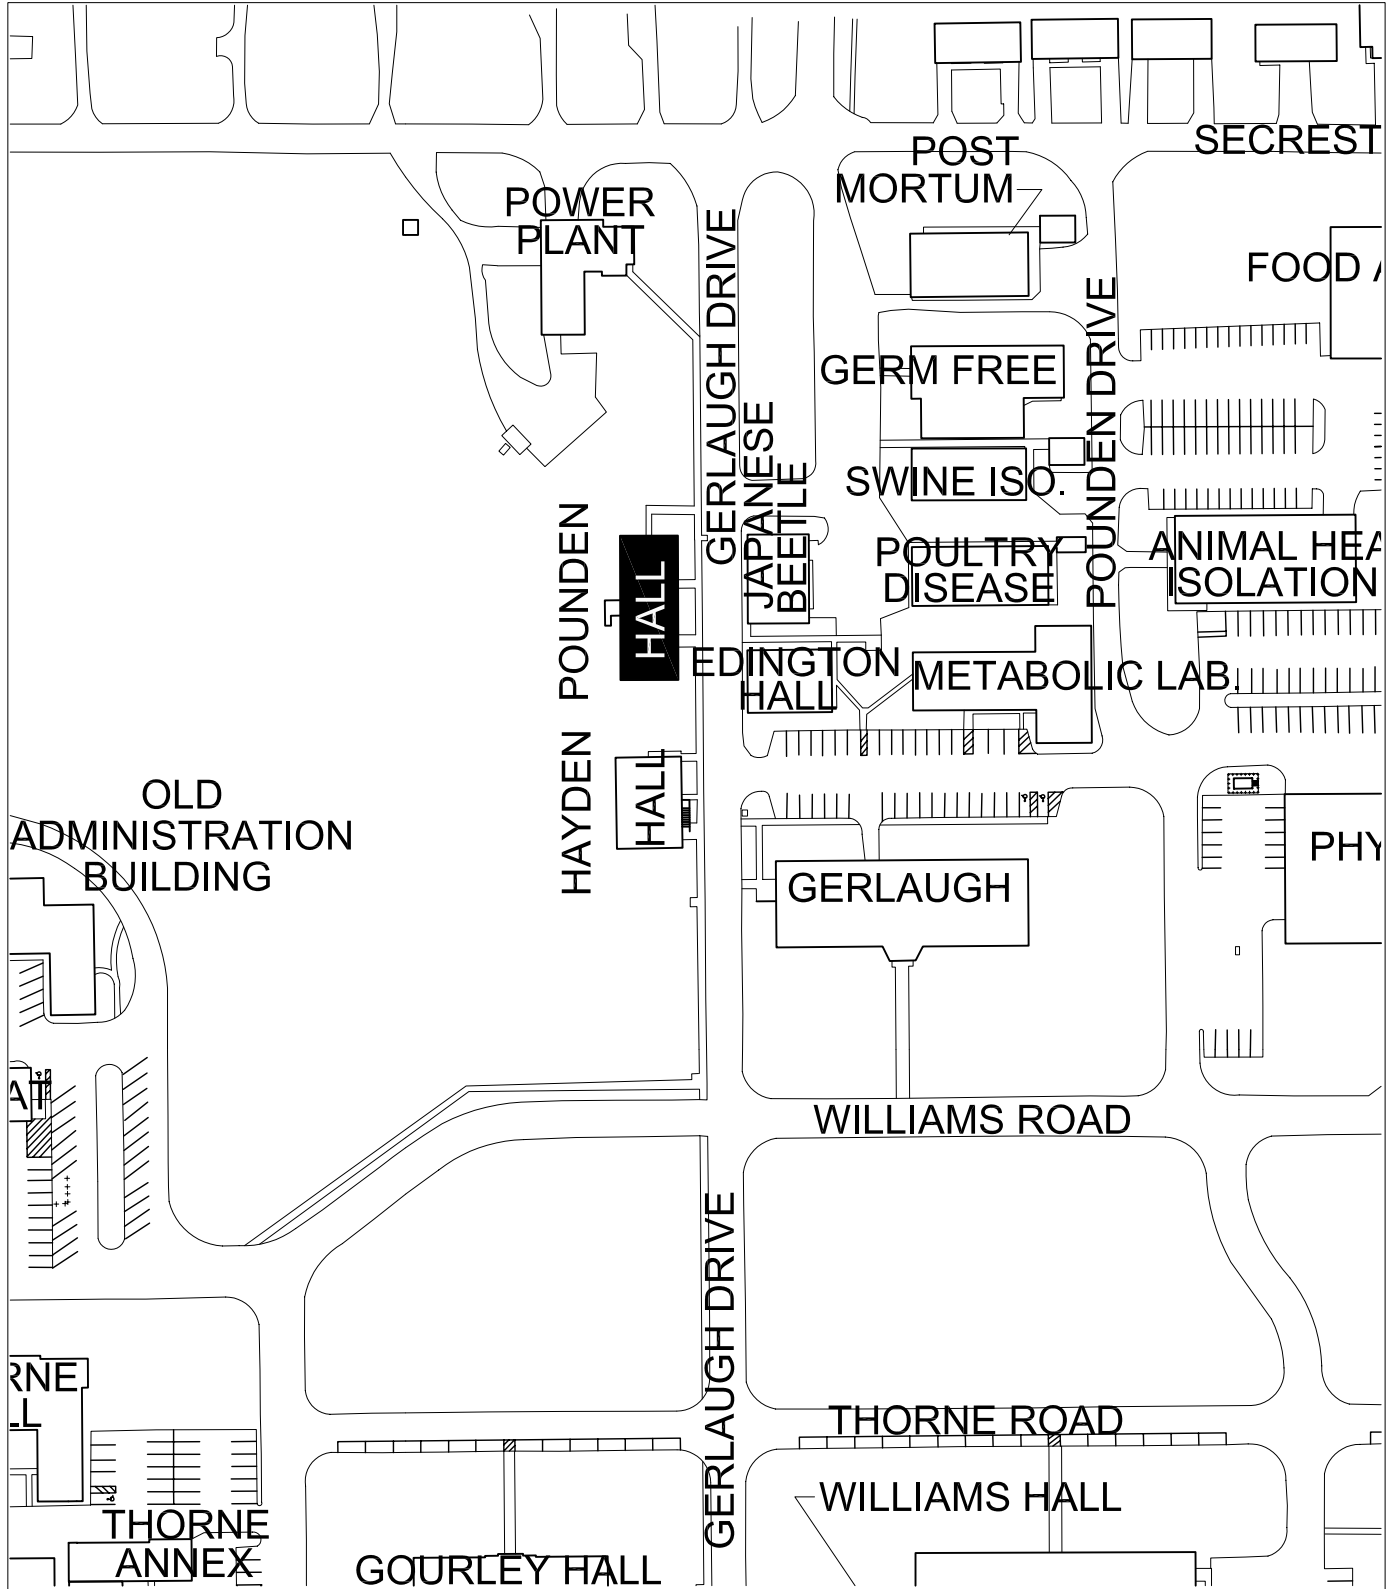 SECREST
POST
MORTUM
POWER
PLANT
GERLAUGH DRIVE
FOOD
POUNDEN DRIVE
GERM FREE
JAPANESE
BEETLE
SWINE ISO.
POUNDEN
HALL
POULTRY
DISEASE
ANIMAL HEA
ISOLATION
EDINGTON
HALL
METABOLIC LAB.
HAYDEN
HALL
OLD
ADMINISTRATION
BUILDING
PHY
GERLAUGH
AT
WILLIAMS ROAD
GERLAUGH DRIVE
RNE
LL
THORNE ROAD
WILLIAMS HALL
THORNE
ANNEX
GOURLEY HALL